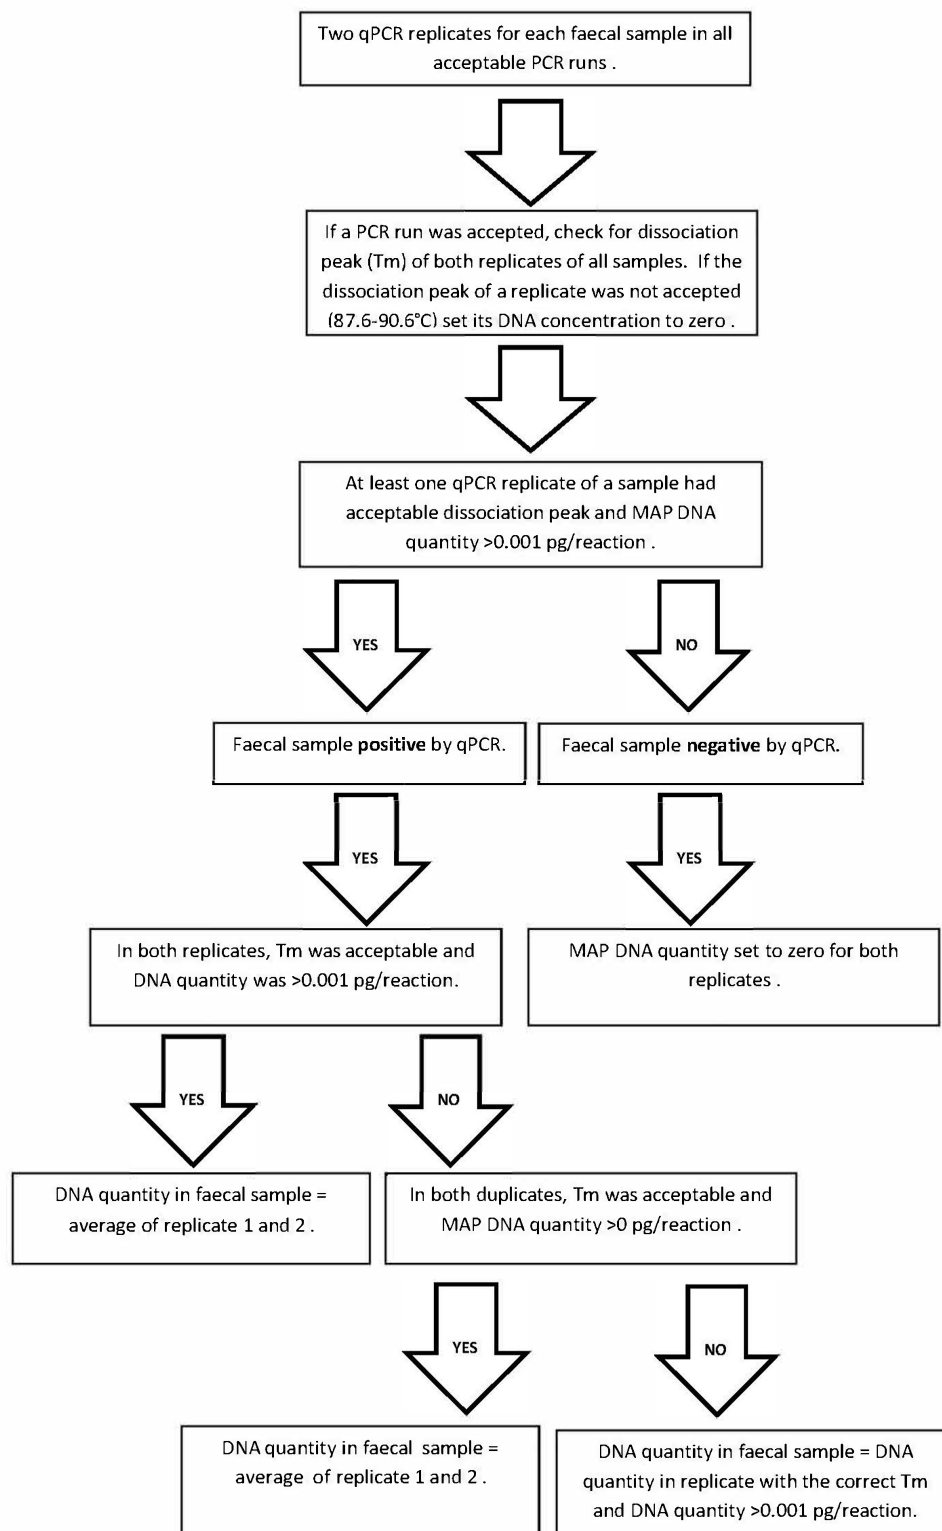 Two qPCR replicates for each faecal sample in all
acceptable PCR runs .
If a PCR run was accepted, check for dissociation
peak (Tm) of both replicates of all samples. If the
dissociation peak of a replicate was not accepted
(87.6-90.6°C) set its DNA concentration to zero .
At least one qPCR replicate of a sample had
acceptable dissociation peak and MAP DNA
quantity >0.001 pg/reaction .
YES
NO
Faecal sample positive by qPCR.
Faecal sample negative by qPCR.
YES
YES
In both replicates, Tm was acceptable and
DNA quantity was >0.001 pg/reaction.
MAP DNA quantity set to zero for both
replicates .
YES
NO
DNA quantity in faecal sample =
average of replicate 1 and 2 .
In both duplicates, Tm was acceptable and
MAP DNA quantity >0 pg/reaction .
YES
NO
DNA quantity in faecal sample =
average of replicate 1 and 2 .
DNA quantity in faecal sample = DNA
quantity in replicate with the correct Tm
and DNA quantity >0.001 pg/reaction.